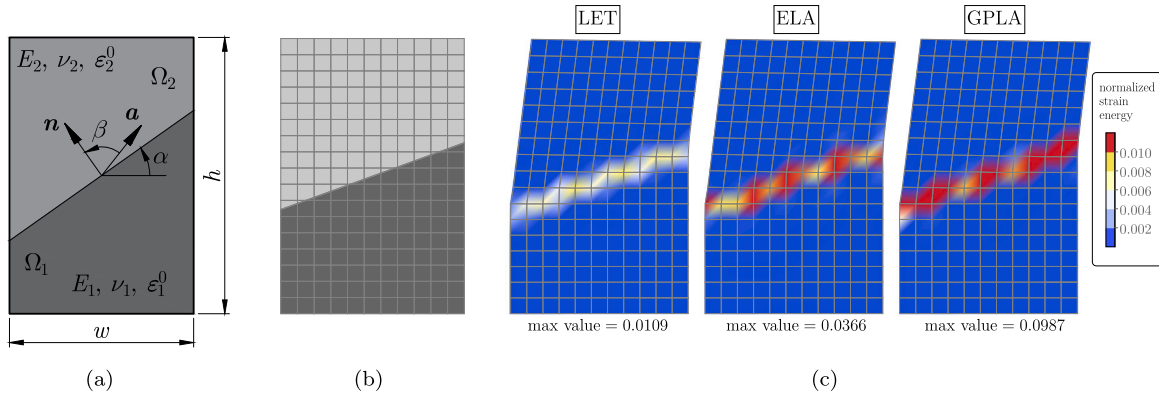 E₂, ν₂, ε₂⁰
Ω₂
n
β
a
α
h
Ω₁
E₁, ν₁, ε₁⁰
w
(a)
(b)
LET
ELA
GPLA
normalized
strain
energy
0.010
0.008
0.006
0.004
0.002
max value = 0.0109
max value = 0.0366
max value = 0.0987
(c)